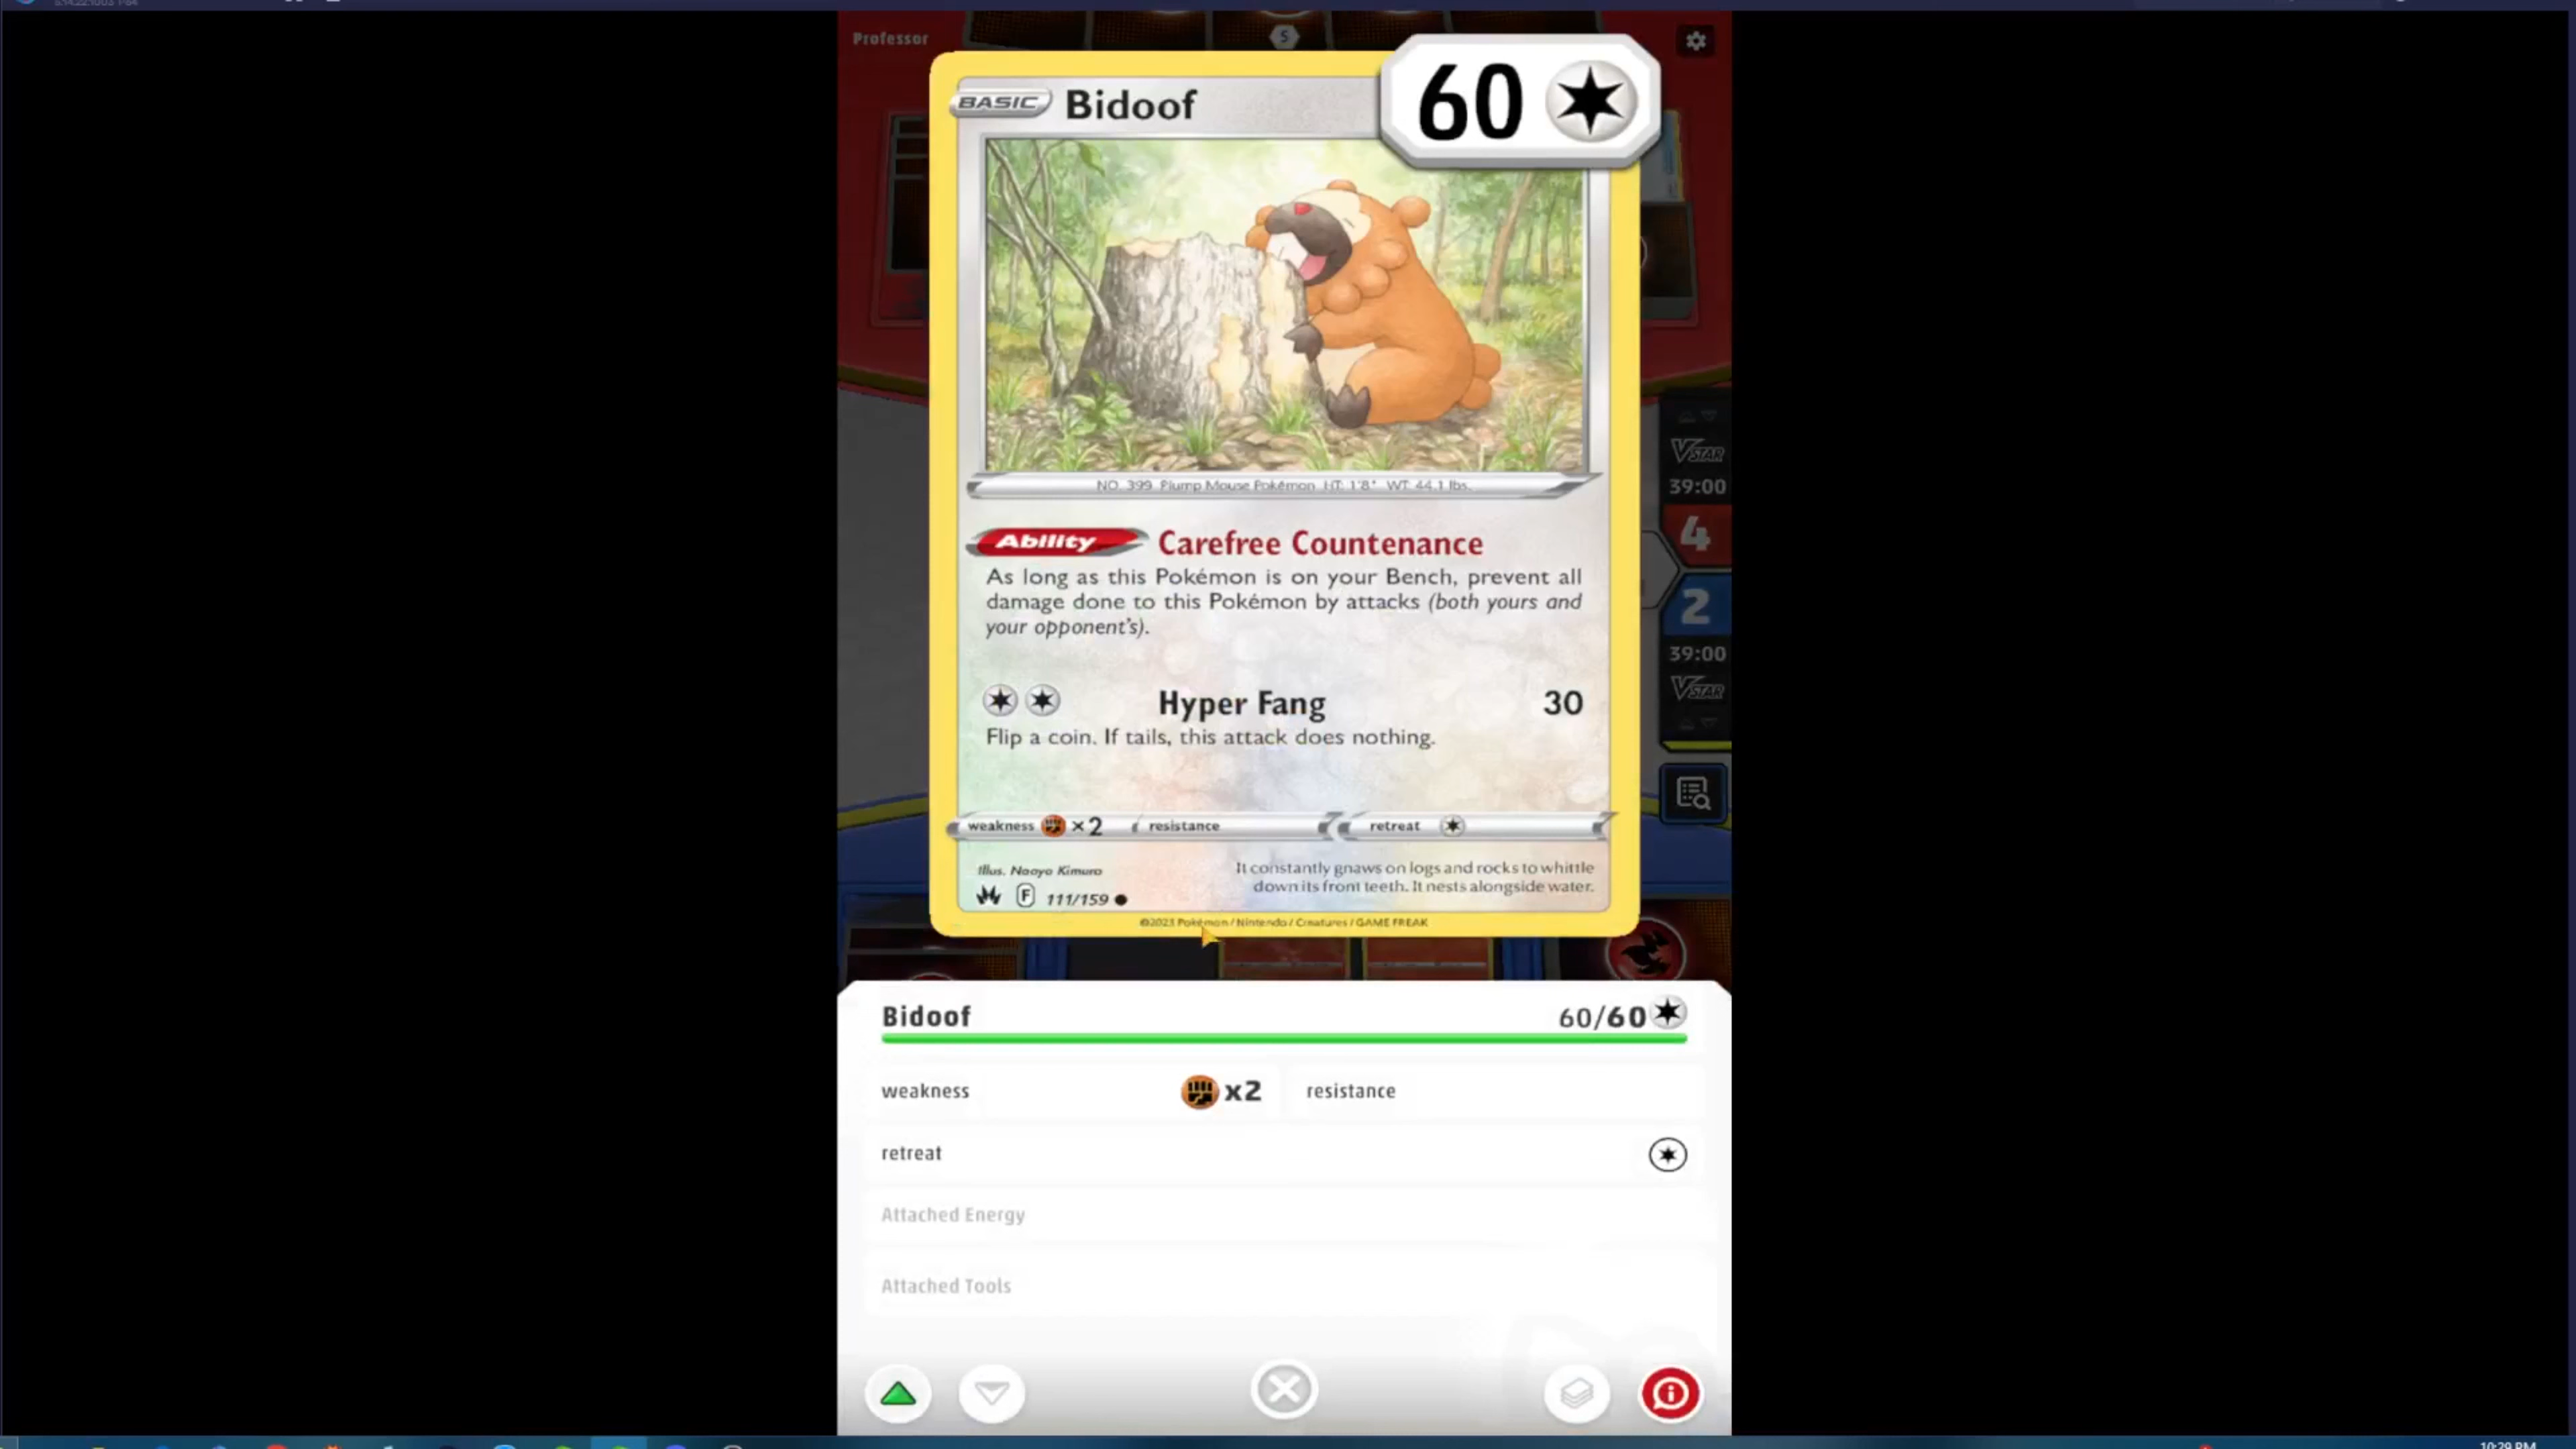 Professor
S
BASIC Bidoof 60
NO. 399 Plump Mouse Pokémon HT: 1'8" WT: 44.1 lbs.
Ability Carefree Countenance
As long as this Pokémon is on your Bench, prevent all
damage done to this Pokémon by attacks (both yours and
your opponent's).
Hyper Fang 30
Flip a coin. If tails, this attack does nothing.
weakness ×2 resistance retreat
Illus. Naoyo Kimura
It constantly gnaws on logs and rocks to whittle
down its front teeth. It nests alongside water.
F 111/159
©2023 Pokémon / Nintendo / Creatures / GAME FREAK
VSTAR
39:00
4
2
39:00
VSTAR
Bidoof 60/60
weakness x2 resistance
retreat
Attached Energy
Attached Tools
10:29 PM